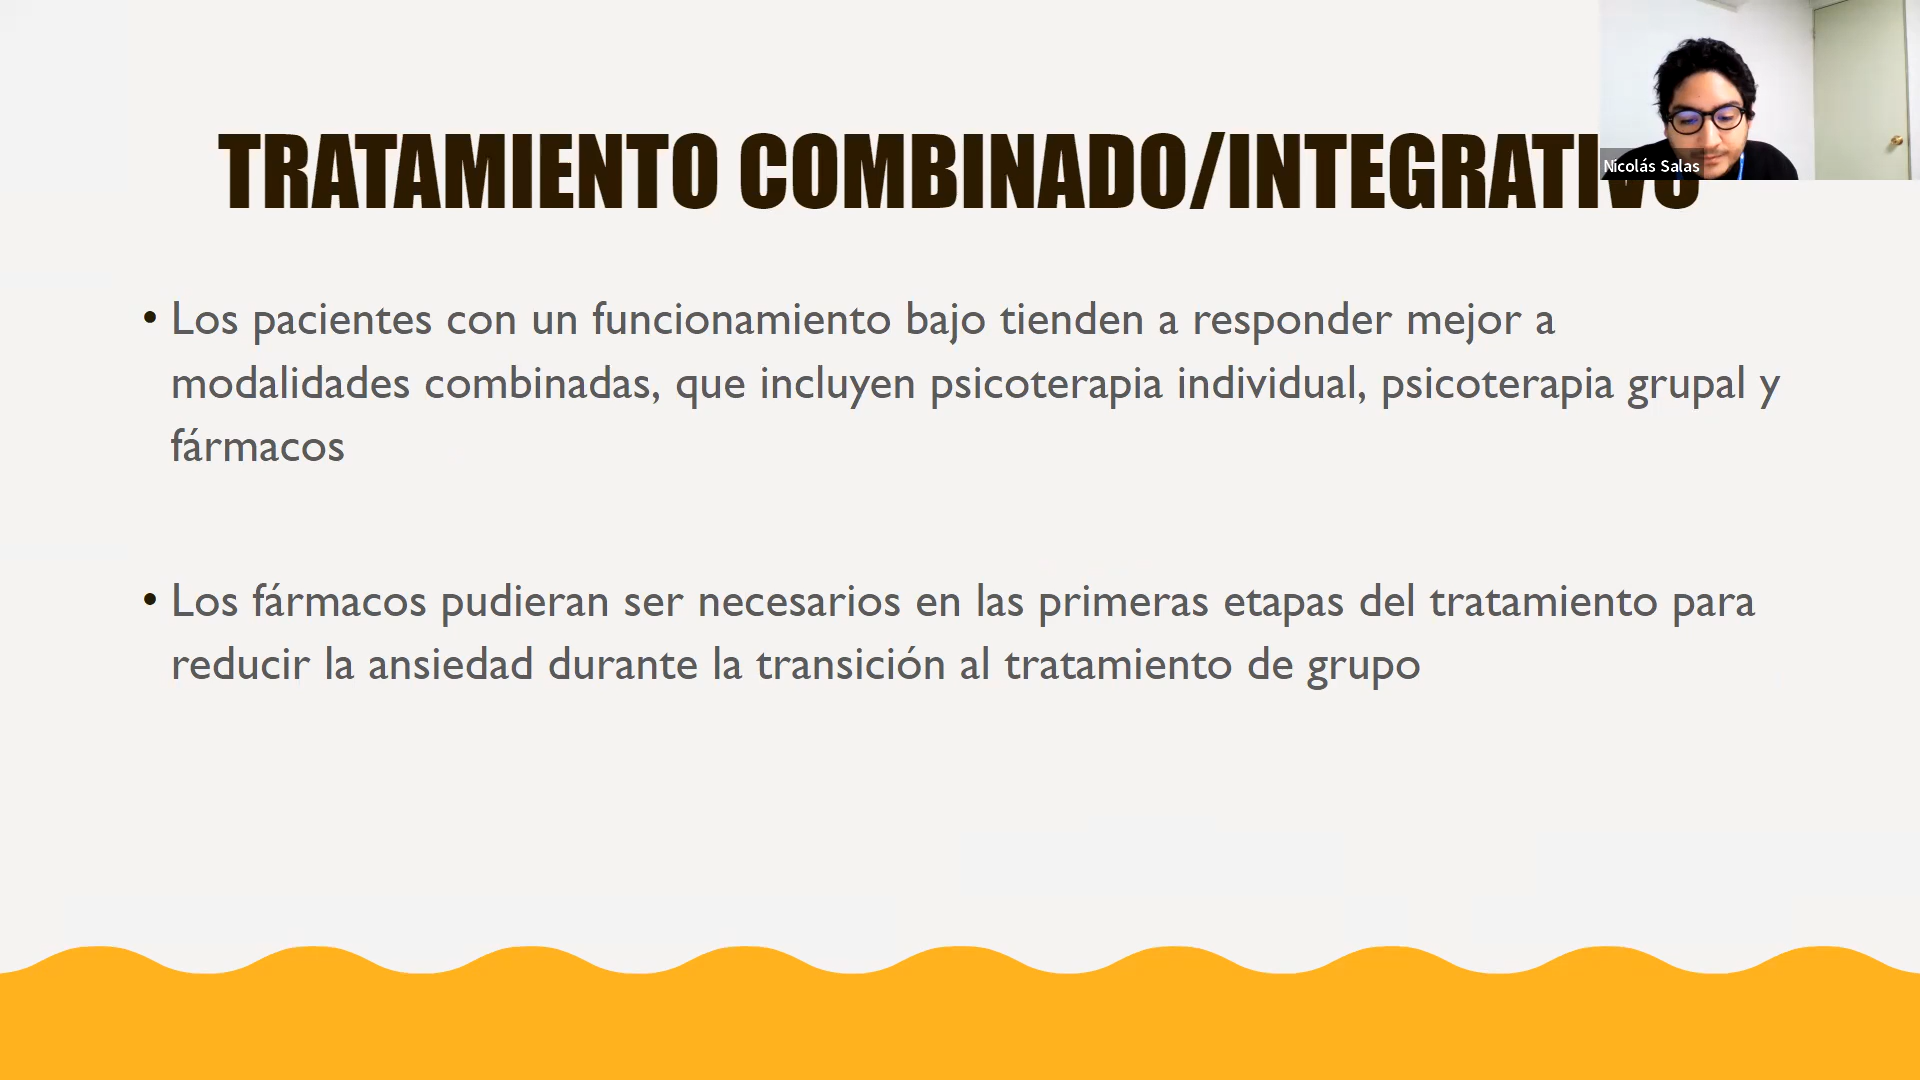 TRATAMIENTO COMBINADO/INTEGRATIVO
Nicolás Salas
• Los pacientes con un funcionamiento bajo tienden a responder mejor a
modalidades combinadas, que incluyen psicoterapia individual, psicoterapia grupal y
fármacos
• Los fármacos pudieran ser necesarios en las primeras etapas del tratamiento para
reducir la ansiedad durante la transición al tratamiento de grupo